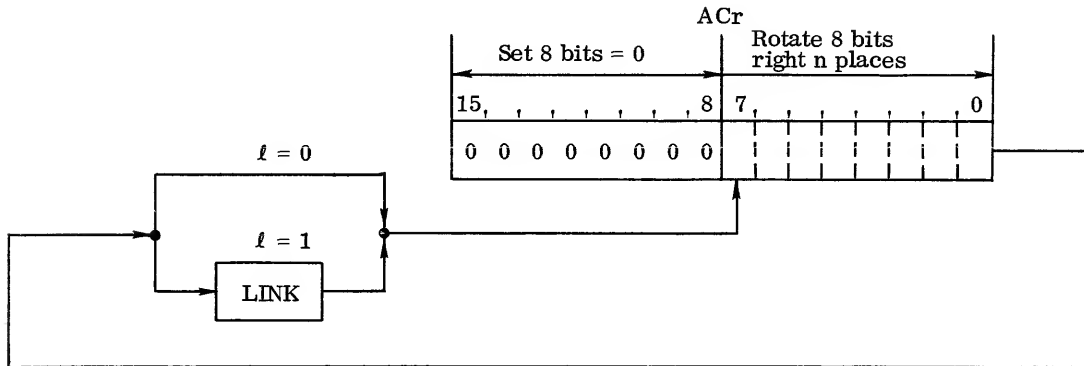 ACr
Set 8 bits = 0
Rotate 8 bits
right n places
15 8 7 0
0 0 0 0 0 0 0 0
ℓ = 0
ℓ = 1
LINK